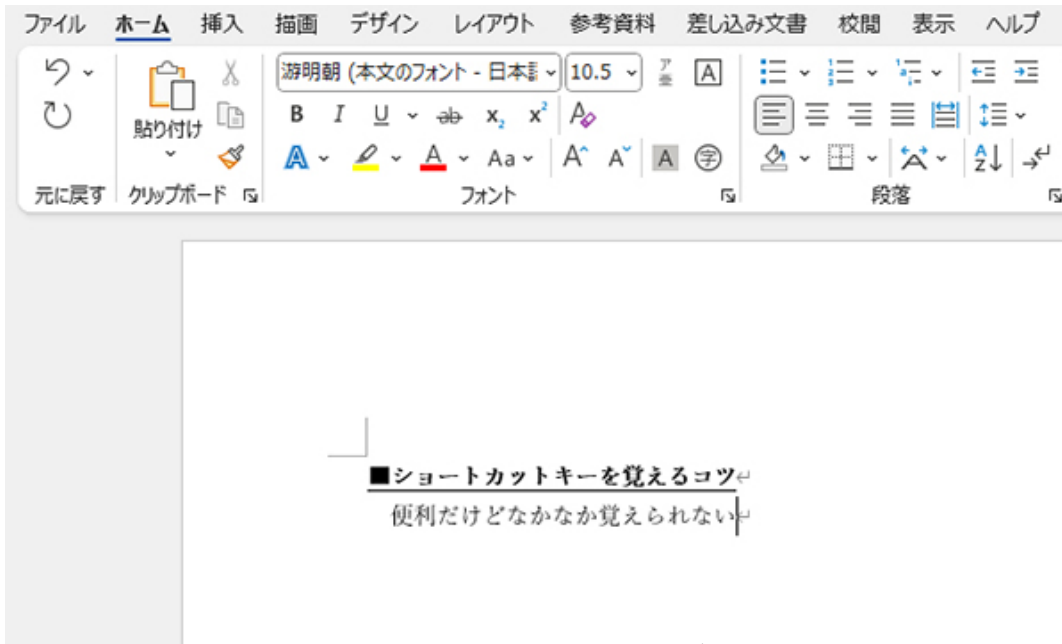 ファイル ホーム 挿入 描画 デザイン レイアウト 参考資料 差し込み文書 校閲 表示 ヘルプ
游明朝 (本文のフォント - 日本 10.5 ア亜 A
貼り付け B I U ab x₂ x² A
A A Aa A A A 字 A Z
元に戻す クリップボード フォント 段落
■ショートカットキーを覚えるコツ
便利だけどなかなか覚えられない